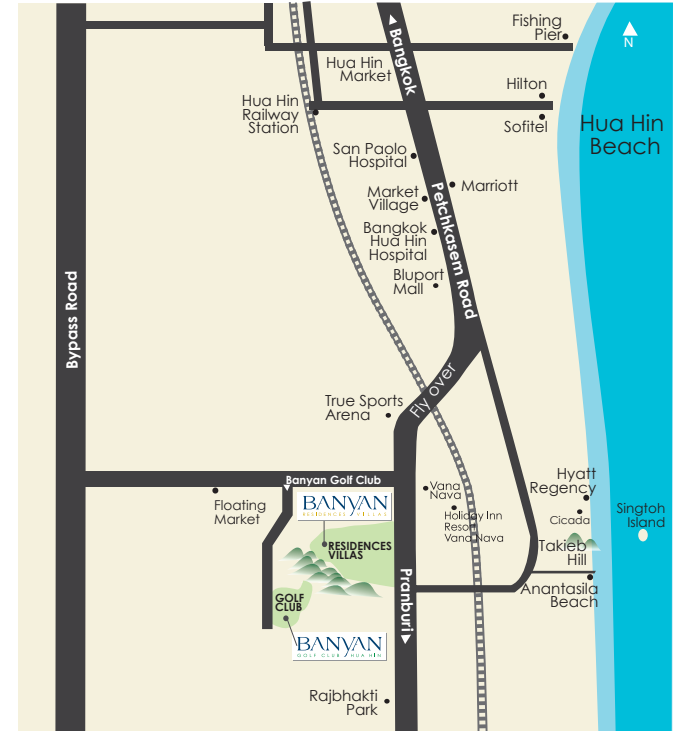 Fishing
Pier
N
Bangkok
Hua Hin
Market
Hilton
Hua Hin
Railway
Station
Sofitel
Hua Hin
Beach
San Paolo
Hospital
Marriott
Market
Village
Petchkasem Road
Bangkok
Hua Hin
Hospital
Bluport
Mall
Bypass Road
Fly over
True Sports
Arena
Banyan Golf Club
Hyatt
Regency
Vana
Nava
BANYAN
RESIDENCES VILLAS
Floating
Market
Holiday Inn
Resort
Vana Nava
Cicada
Singtoh
Island
RESIDENCES
VILLAS
Takieb
Hill
Pranburi
Anantasila
Beach
GOLF
CLUB
BANYAN
GOLF CLUB HUA HIN
Rajbhakti
Park